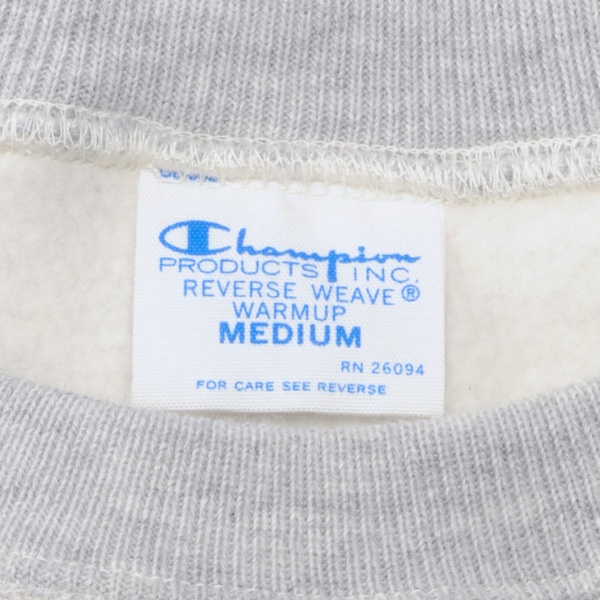 Champion
PRODUCTS INC.
REVERSE WEAVE®
WARMUP
MEDIUM
RN 26094
FOR CARE SEE REVERSE